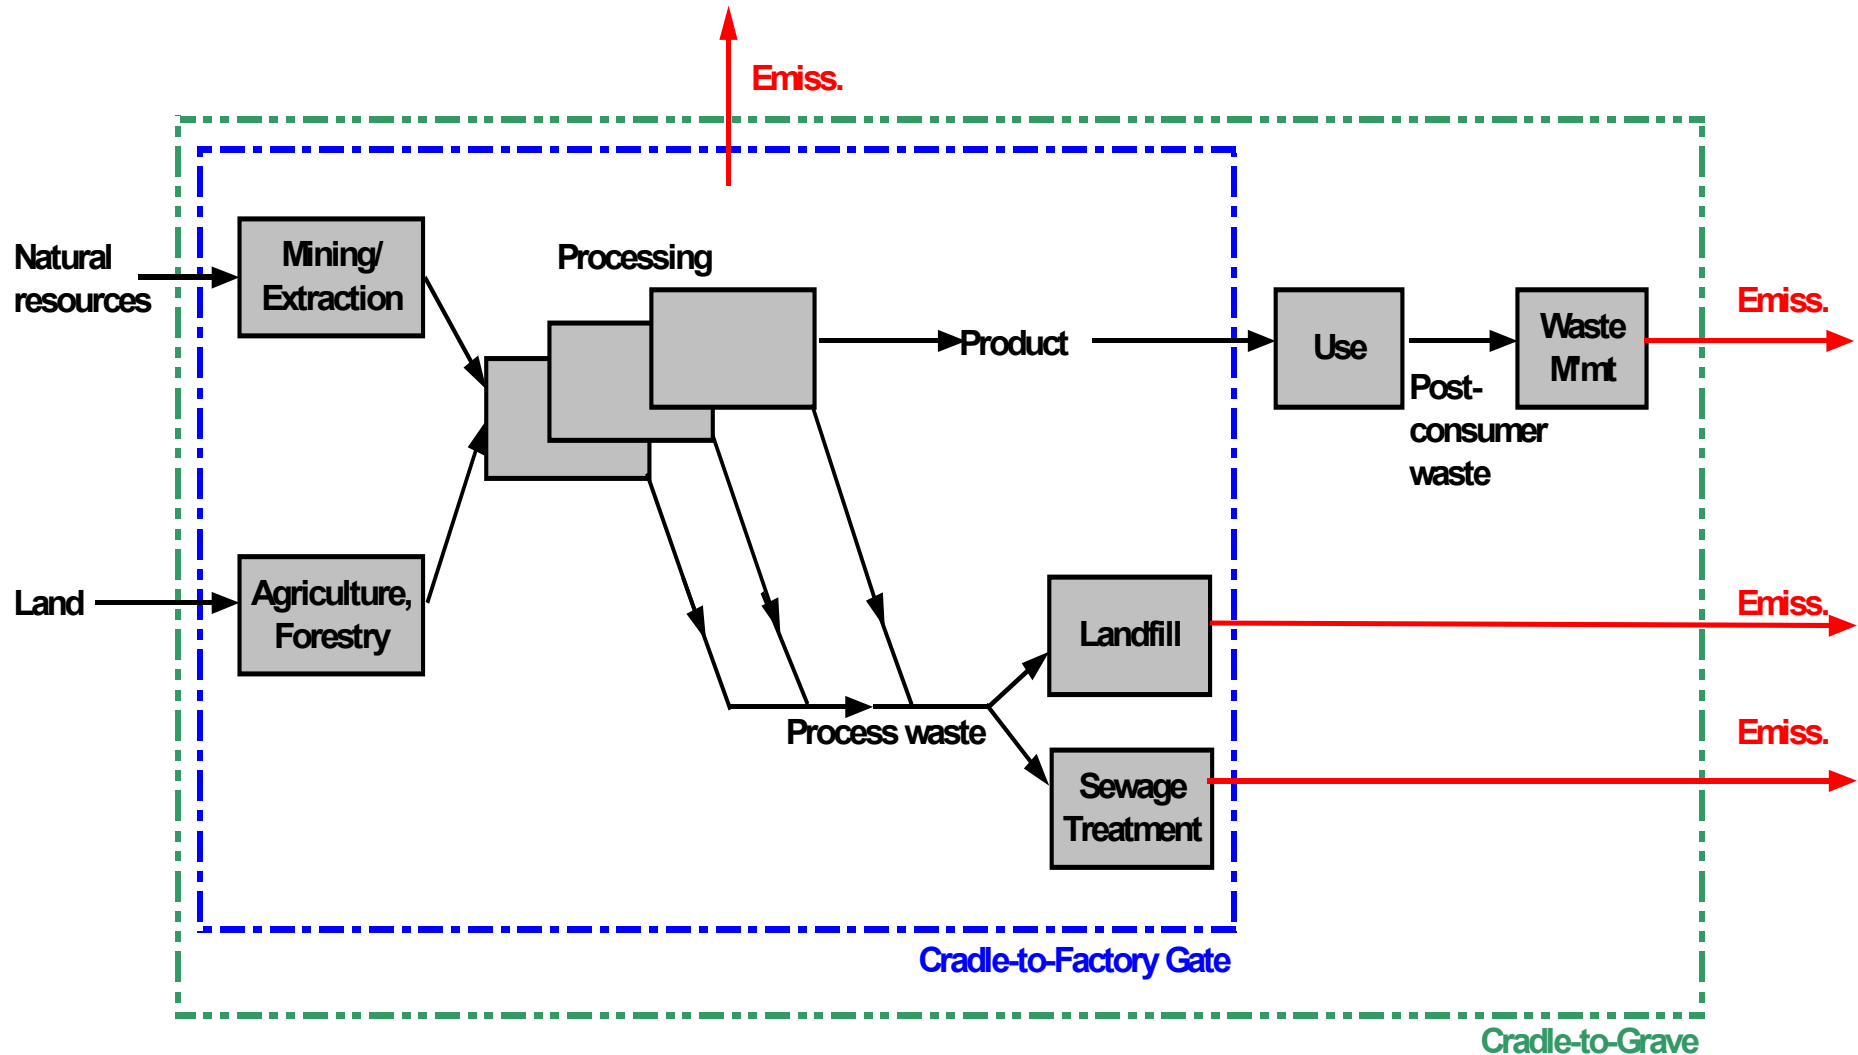 Emiss.
Natural
resources
Mining/
Extraction
Processing
Product
Use
Post-
consumer
waste
Waste
M'mt
Emiss.
Land
Agriculture,
Forestry
Landfill
Emiss.
Process waste
Sewage
Treatment
Emiss.
Cradle-to-Factory Gate
Cradle-to-Grave